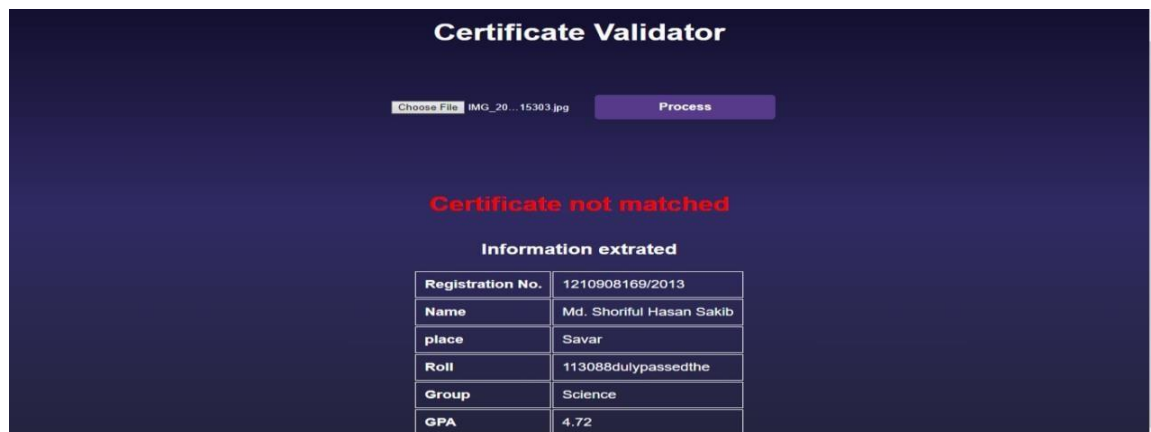 Certificate Validator
Choose File IMG_20...15303.jpg Process
Certificate not matched
Information extrated
Registration No. 1210908169/2013
Name Md. Shoriful Hasan Sakib
place Savar
Roll 113088dulypassedthe
Group Science
GPA 4.72